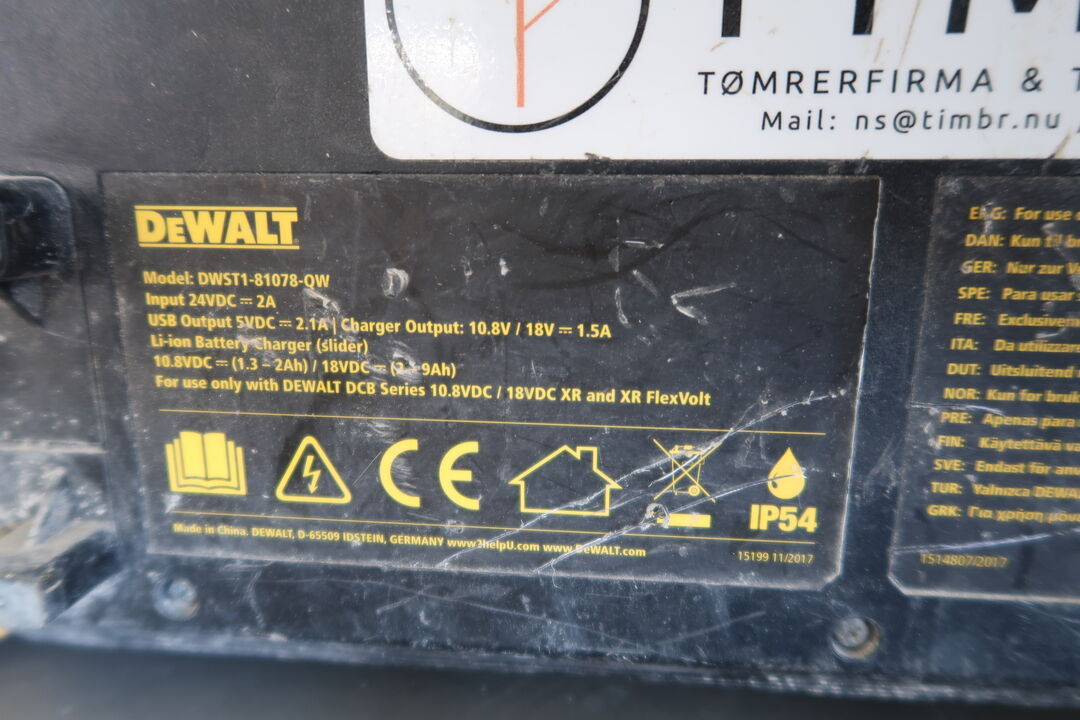 TØMRERFIRMA & T
Mail: ns@timbr.nu
DEWALT
Model: DWST1-81078-QW
Input 24VDC ⎓ 2A
USB Output 5VDC ⎓ 2.1A | Charger Output: 10.8V / 18V ⎓ 1.5A
Li-ion Battery Charger (slider)
10.8VDC ⎓ (1.3 – 2Ah) / 18VDC ⎓ (2 – 9Ah)
For use only with DEWALT DCB Series 10.8VDC / 18VDC XR and XR FlexVolt
CE
IP54
Made in China. DEWALT, D-65509 IDSTEIN, GERMANY www.2helpU.com www.DeWALT.com
15199 11/2017
ENG: For use
DAN: Kun til
GER: Nur zur
SPE: Para usar
FRE:
ITA: Da
DUT: Uitsluitend
NOR: Kun for
PRE: Apenas para
FIN: Käytettävä
SVE: Endast för
TUR: Yalnızca
GRK: Για χρήση μόνο
1514807/2017